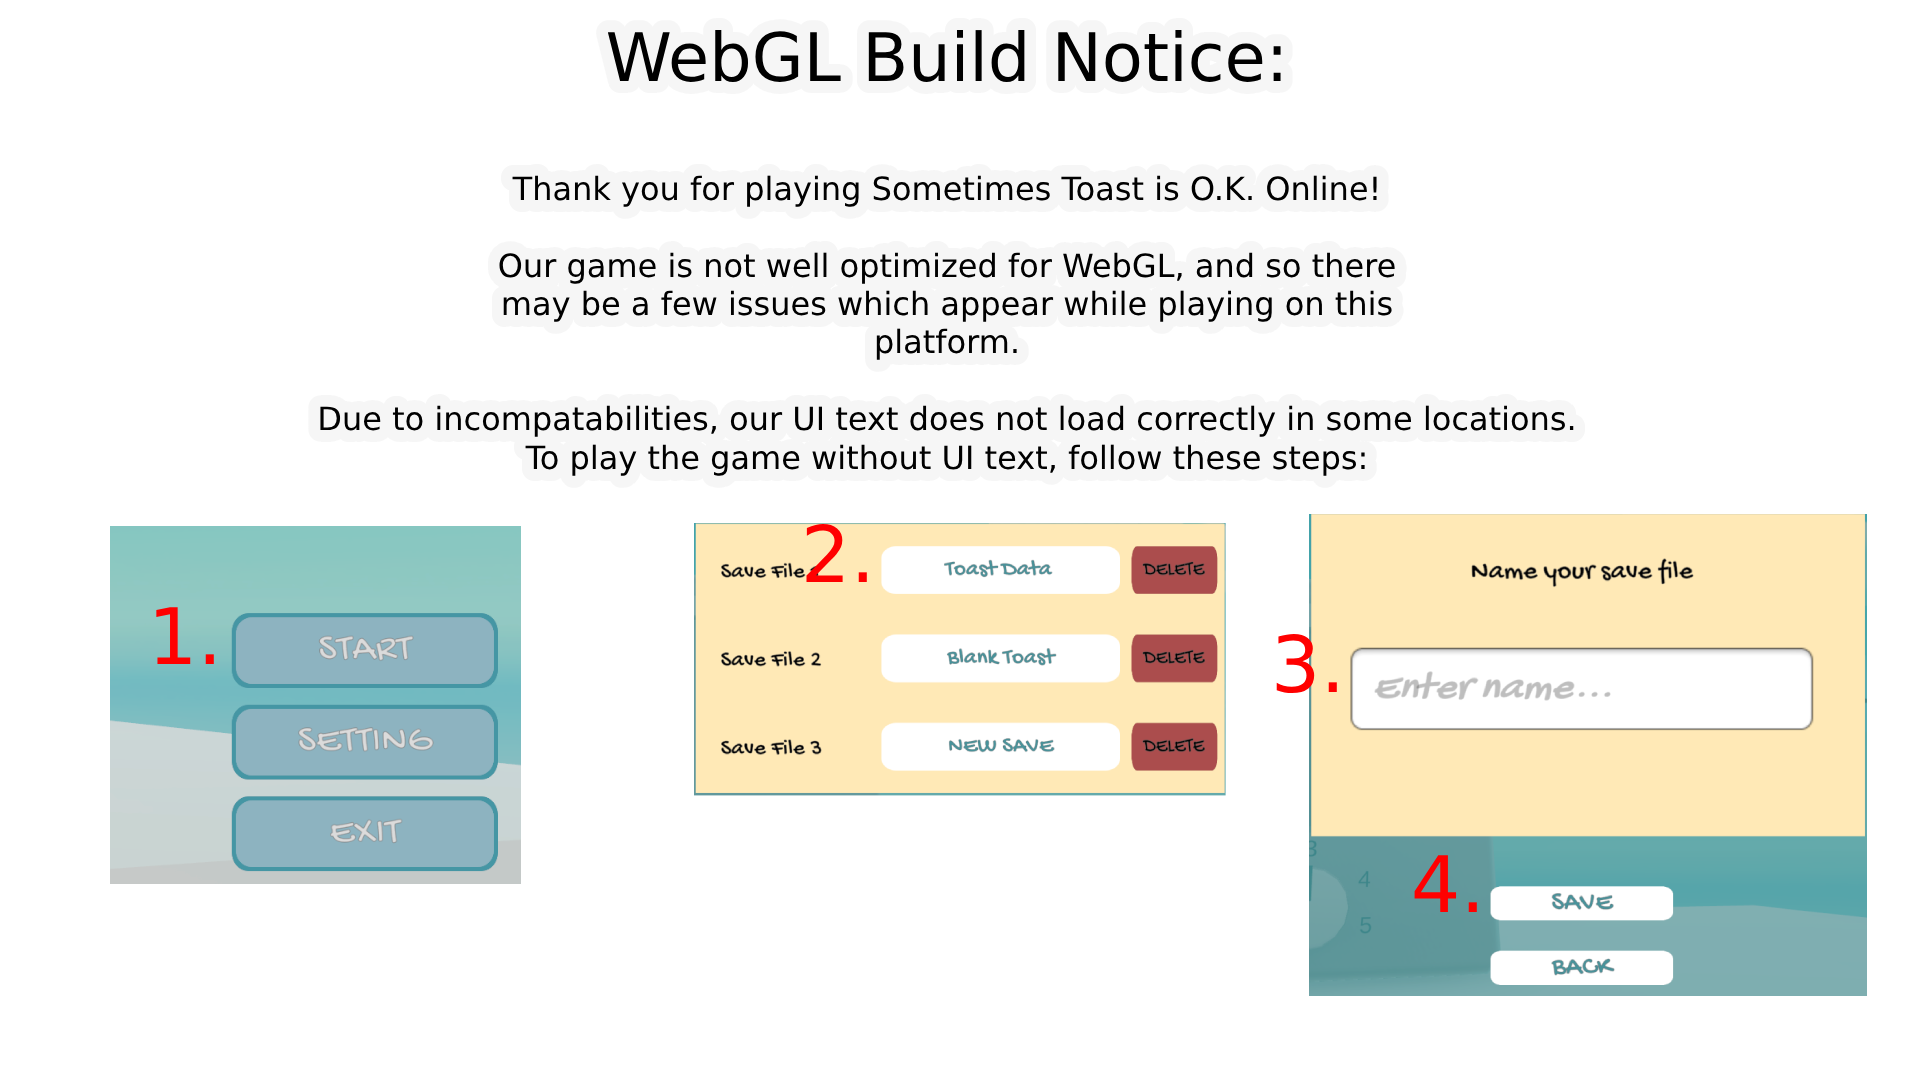 WebGL Build Notice:
Thank you for playing Sometimes Toast is O.K. Online!
Our game is not well optimized for WebGL, and so there
may be a few issues which appear while playing on this
platform.
Due to incompatabilities, our UI text does not load correctly in some locations.
To play the game without UI text, follow these steps:
1.
START
SETTING
EXIT
2.
Save File
Toast Data
DELETE
Save File 2
Blank Toast
DELETE
Save File 3
NEW SAVE
DELETE
Name your save file
3.
Enter name...
3
4
5
4.
SAVE
BACK